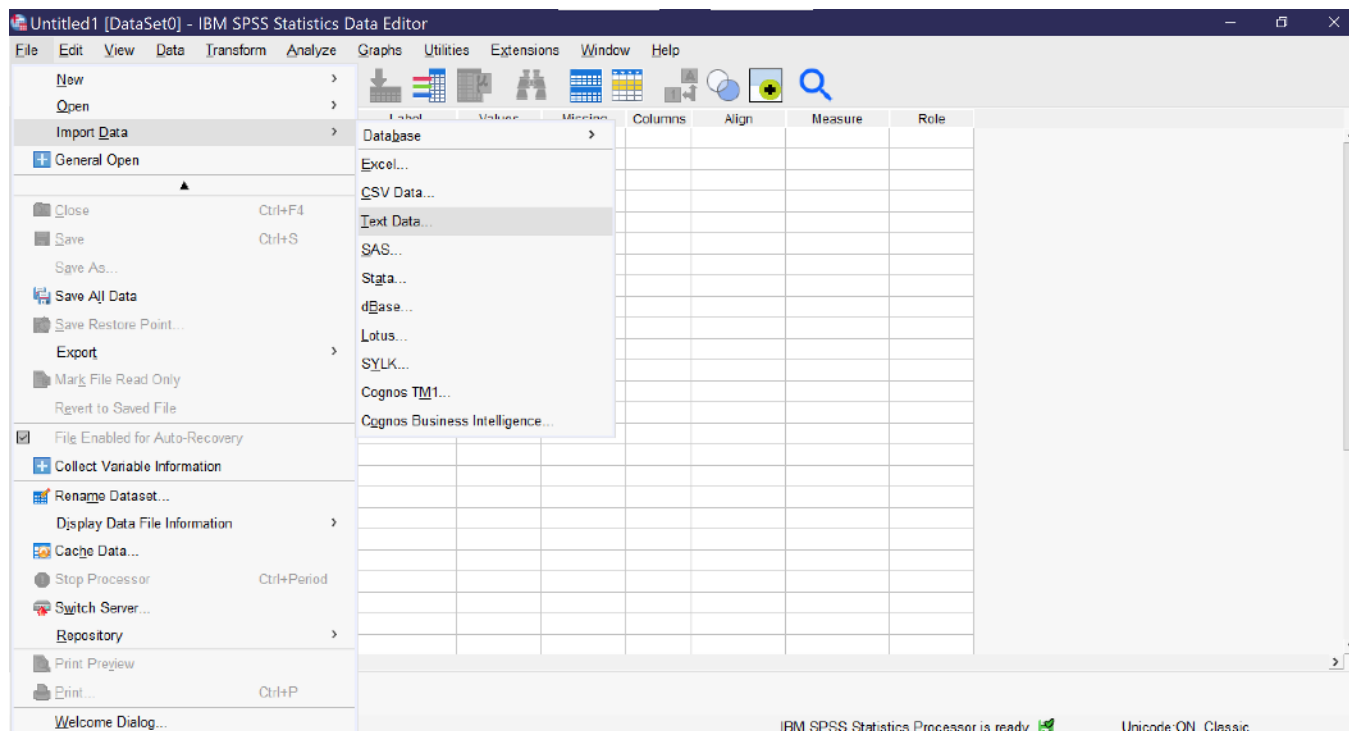 Untitled1 [DataSet0] - IBM SPSS Statistics Data Editor
File Edit View Data Transform Analyze Graphs Utilities Extensions Window Help
New
Open
Import Data
General Open
Close Ctrl+F4
Save Ctrl+S
Save As...
Save All Data
Save Restore Point...
Export
Mark File Read Only
Revert to Saved File
File Enabled for Auto-Recovery
Collect Variable Information
Rename Dataset...
Display Data File Information
Cache Data...
Stop Processor Ctrl+Period
Switch Server...
Repository
Print Preview
Print... Ctrl+P
Welcome Dialog...
Label Values Missing Columns Align Measure Role
Database
Excel...
CSV Data...
Text Data...
SAS...
Stata...
dBase...
Lotus...
SYLK...
Cognos TM1...
Cognos Business Intelligence...
IBM SPSS Statistics Processor is ready Unicode:ON Classic